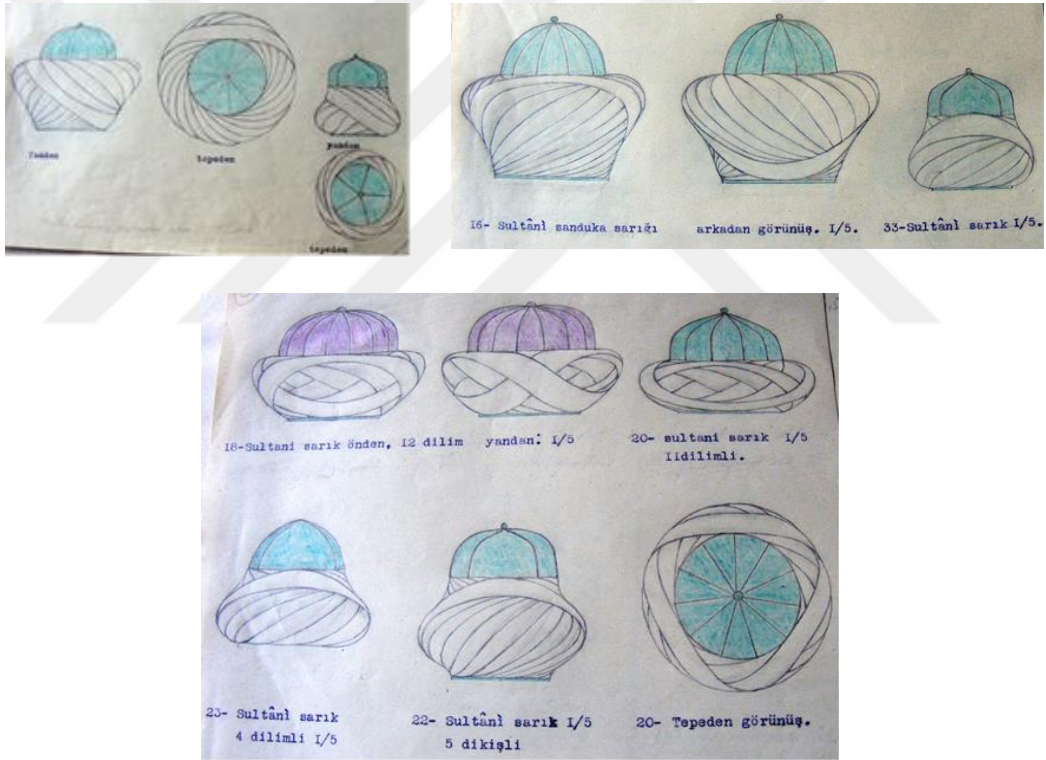 Yandan
tepeden
yandan
tepeden
16- Sultânî sanduka sarığı arkadan görünüş. I/5. 33-Sultânî sarık I/5.
18-Sultani sarık önden, I2 dilim yandan: I/5 20- sultani sarık I/5
IIdilimli.
23- Sultânî sarık 22- Sultânî sarık I/5 20- Tepeden görünüş.
4 dilimli I/5 5 dikişli